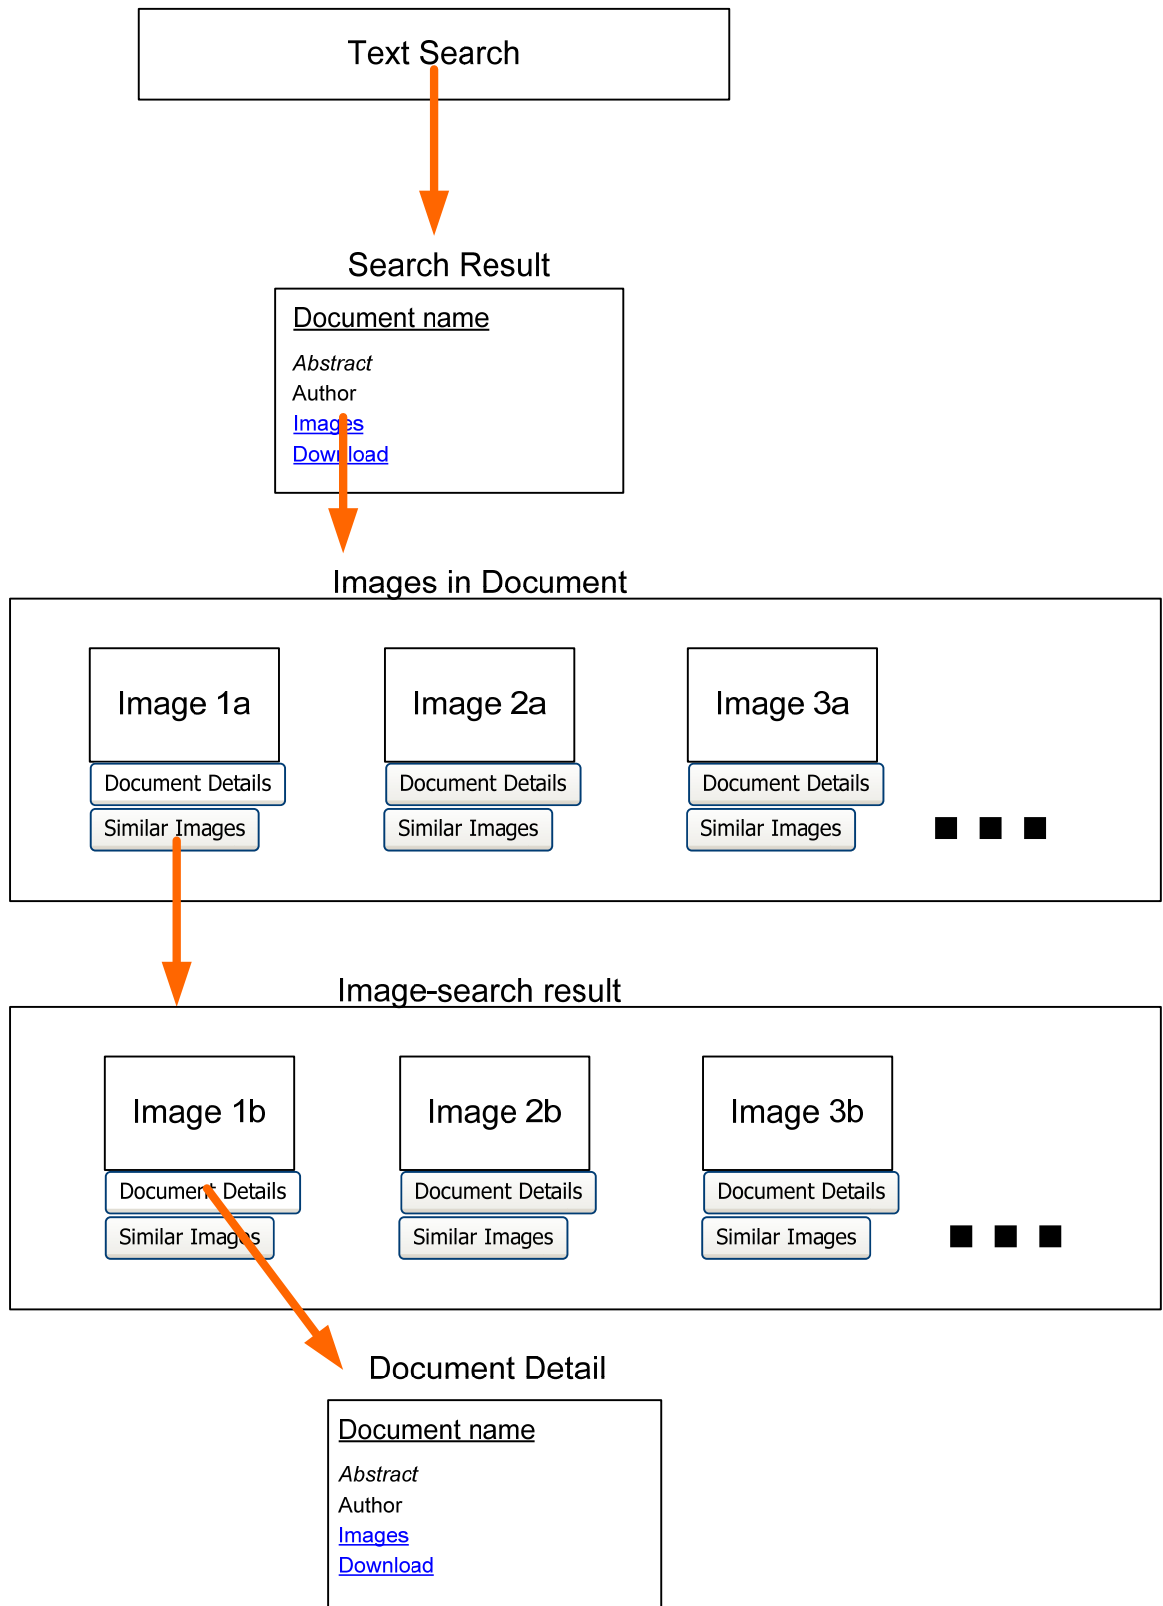 Text Search
Search Result
Document name
Abstract
Author
Images
Download
Images in Document
Image 1a
Image 2a
Image 3a
Document Details
Document Details
Document Details
Similar Images
Similar Images
Similar Images
Image-search result
Image 1b
Image 2b
Image 3b
Document Details
Document Details
Document Details
Similar Images
Similar Images
Similar Images
Document Detail
Document name
Abstract
Author
Images
Download